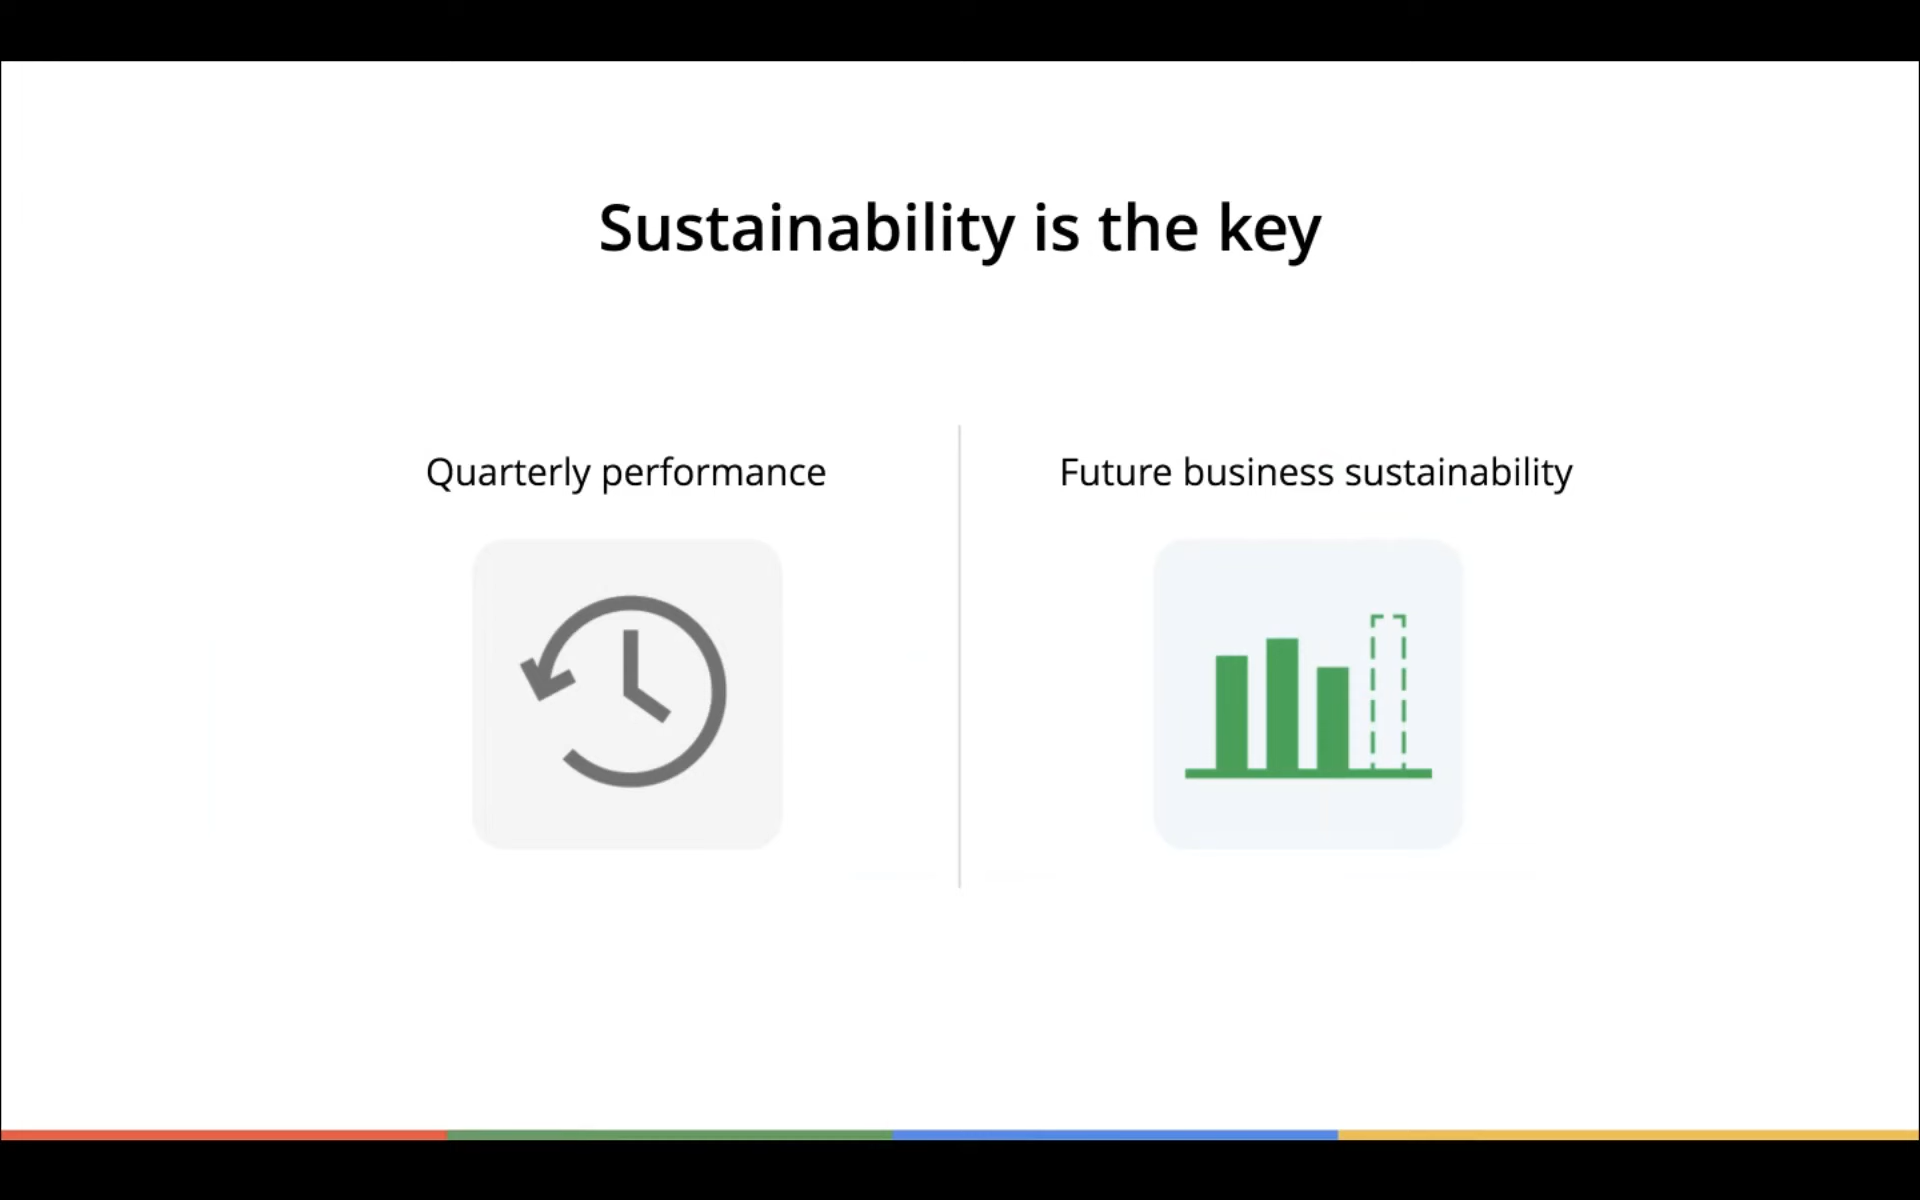 Sustainability is the key
Quarterly performance
Future business sustainability